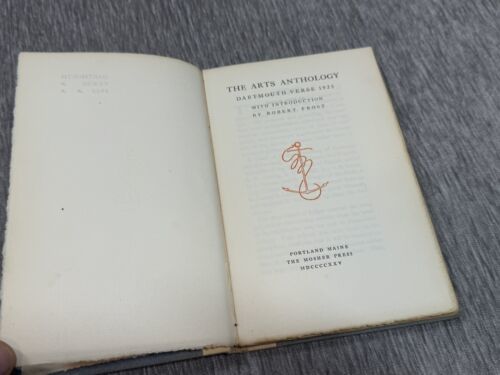 THE ARTS ANTHOLOGY
DARTMOUTH VERSE 1925
WITH INTRODUCTION
BY ROBERT FROST
PORTLAND MAINE
THE MOSHER PRESS
MDCCCCXXV